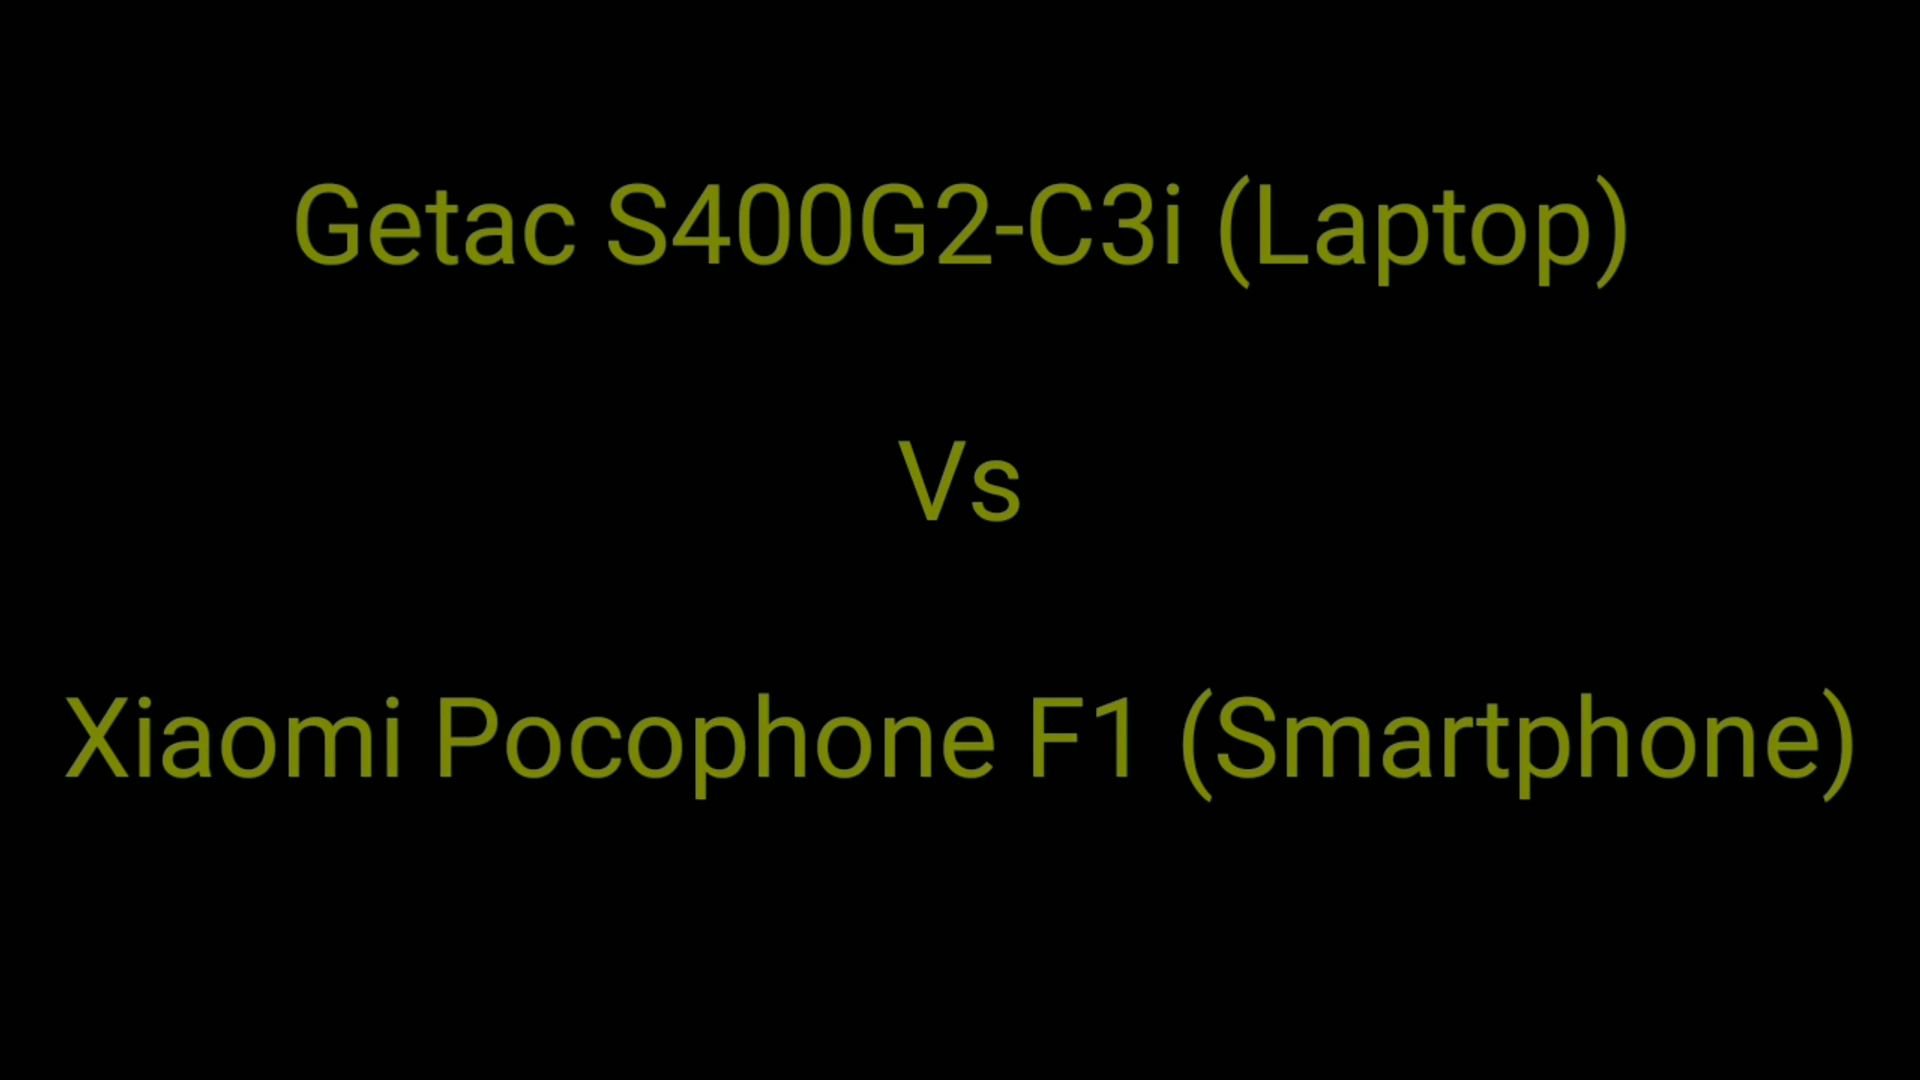 Getac S400G2-C3i (Laptop)
Vs
Xiaomi Pocophone F1 (Smartphone)